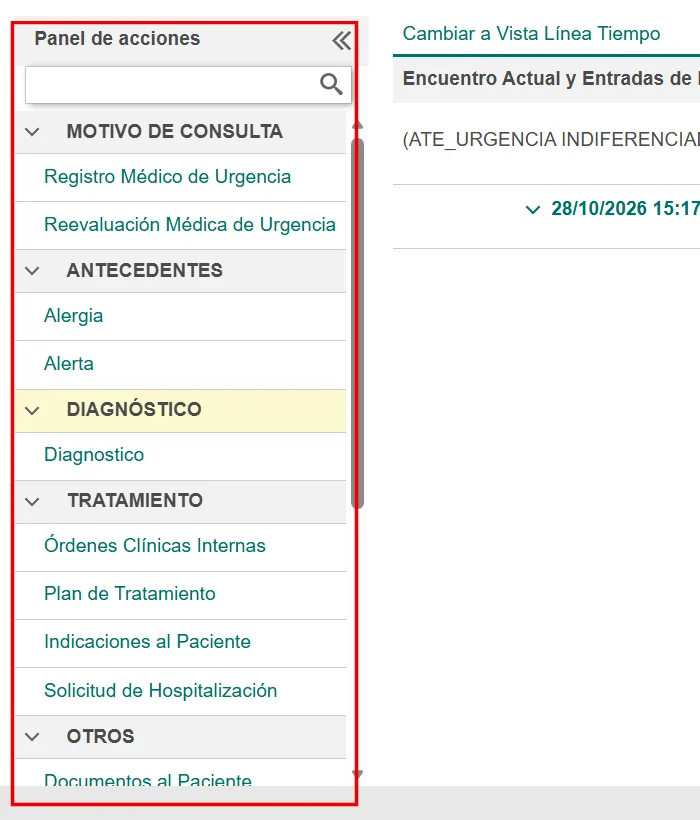 Panel de acciones
MOTIVO DE CONSULTA
Registro Médico de Urgencia
Reevaluación Médica de Urgencia
ANTECEDENTES
Alergia
Alerta
DIAGNÓSTICO
Diagnostico
TRATAMIENTO
Órdenes Clínicas Internas
Plan de Tratamiento
Indicaciones al Paciente
Solicitud de Hospitalización
OTROS
Documentos al Paciente
Cambiar a Vista Línea Tiempo
Encuentro Actual y Entradas de
(ATE_URGENCIA INDIFERENCIA
28/10/2026 15:17